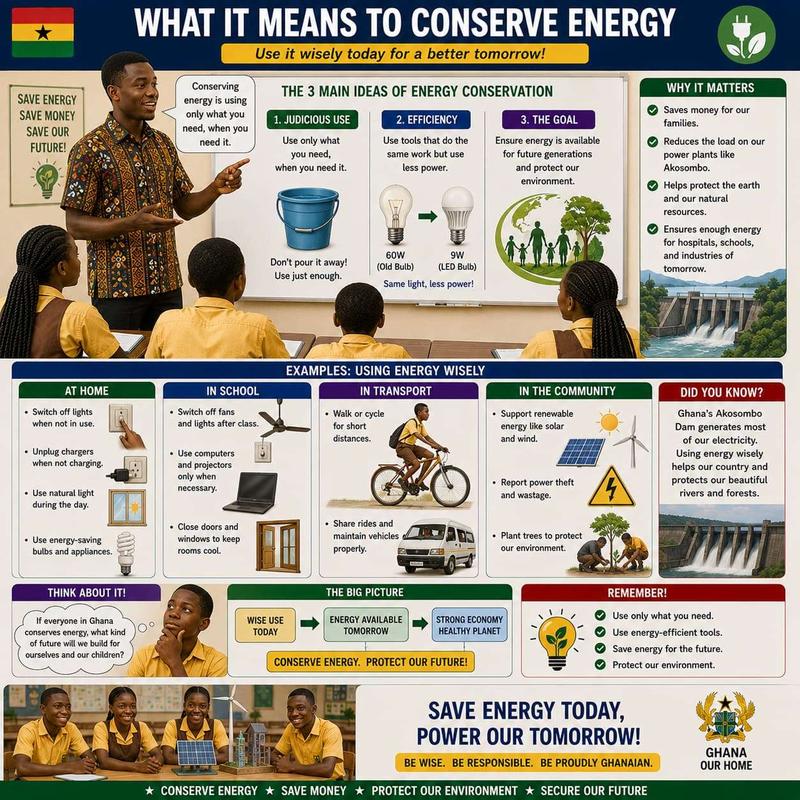 WHAT IT MEANS TO CONSERVE ENERGY
Use it wisely today for a better tomorrow!
SAVE ENERGY
SAVE MONEY
SAVE OUR
FUTURE!
Conserving
energy is using
only what you
need, when you
need it.
THE 3 MAIN IDEAS OF ENERGY CONSERVATION
1. JUDICIOUS USE
Use only what
you need,
when you need it.
Don't pour it away!
Use just enough.
2. EFFICIENCY
Use tools that do the
same work but use
less power.
60W
(Old Bulb)
9W
(LED Bulb)
Same light, less power!
3. THE GOAL
Ensure energy is available
for future generations
and protect our
environment.
WHY IT MATTERS
Saves money for our
families.
Reduces the load on our
power plants like
Akosombo.
Helps protect the earth
and our natural
resources.
Ensures enough energy
for hospitals, schools,
and industries of
tomorrow.
EXAMPLES: USING ENERGY WISELY
AT HOME
• Switch off lights
when not in use.
• Unplug chargers
when not charging.
• Use natural light
during the day.
• Use energy-saving
bulbs and appliances.
IN SCHOOL
• Switch off fans
and lights after class.
• Use computers
and projectors
only when
necessary.
• Close doors and
windows to keep
rooms cool.
IN TRANSPORT
• Walk or cycle
for short
distances.
• Share rides and
maintain vehicles
properly.
IN THE COMMUNITY
• Support renewable
energy like solar
and wind.
• Report power theft
and wastage.
• Plant trees to protect
our environment.
DID YOU KNOW?
Ghana's Akosombo
Dam generates most
of our electricity.
Using energy wisely
helps our country and
protects our beautiful
rivers and forests.
THINK ABOUT IT!
If everyone in Ghana
conserves energy, what kind
of future will we build for
ourselves and our children?
THE BIG PICTURE
WISE USE
TODAY
ENERGY AVAILABLE
TOMORROW
STRONG ECONOMY
HEALTHY PLANET
CONSERVE ENERGY. PROTECT OUR FUTURE!
REMEMBER!
Use only what you need.
Use energy-efficient tools.
Save energy for the future.
Protect our environment.
SAVE ENERGY TODAY,
POWER OUR TOMORROW!
BE WISE. BE RESPONSIBLE. BE PROUDLY GHANAIAN.
GHANA
OUR HOME
★ CONSERVE ENERGY ★ SAVE MONEY ★ PROTECT OUR ENVIRONMENT ★ SECURE OUR FUTURE